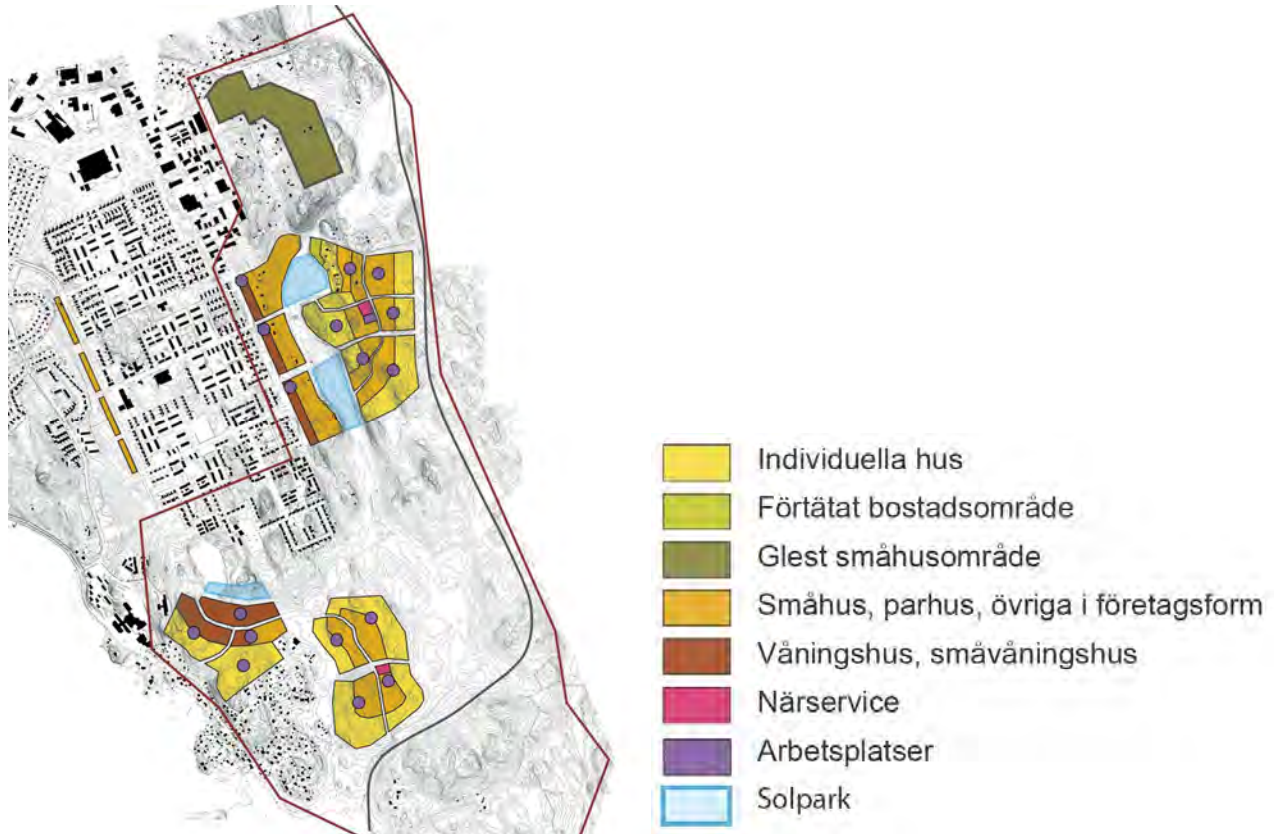 Individuella hus
Förtätat bostadsområde
Glest småhusområde
Småhus, parhus, övriga i företagsform
Våningshus, småvåningshus
Närservice
Arbetsplatser
Solpark